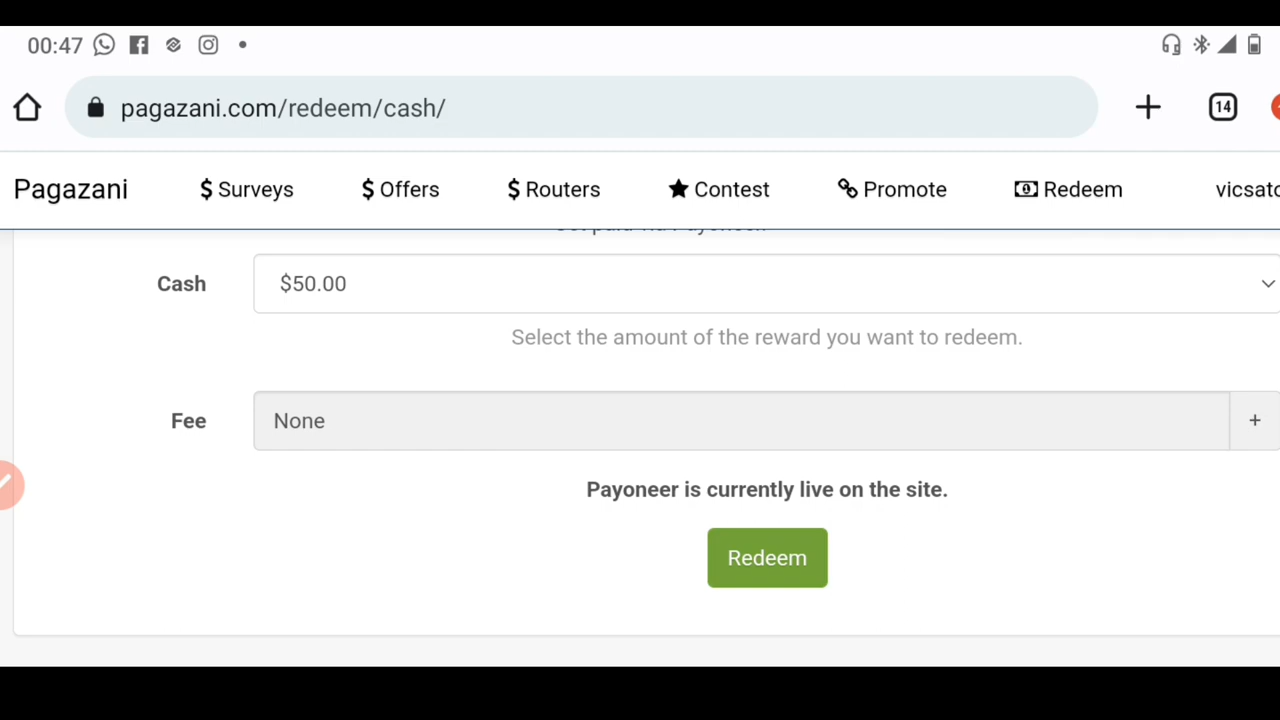 00:47
pagazani.com/redeem/cash/
14
Pagazani $ Surveys $ Offers $ Routers Contest Promote Redeem
Cash $50.00
Select the amount of the reward you want to redeem.
Fee None +
Payoneer is currently live on the site.
Redeem